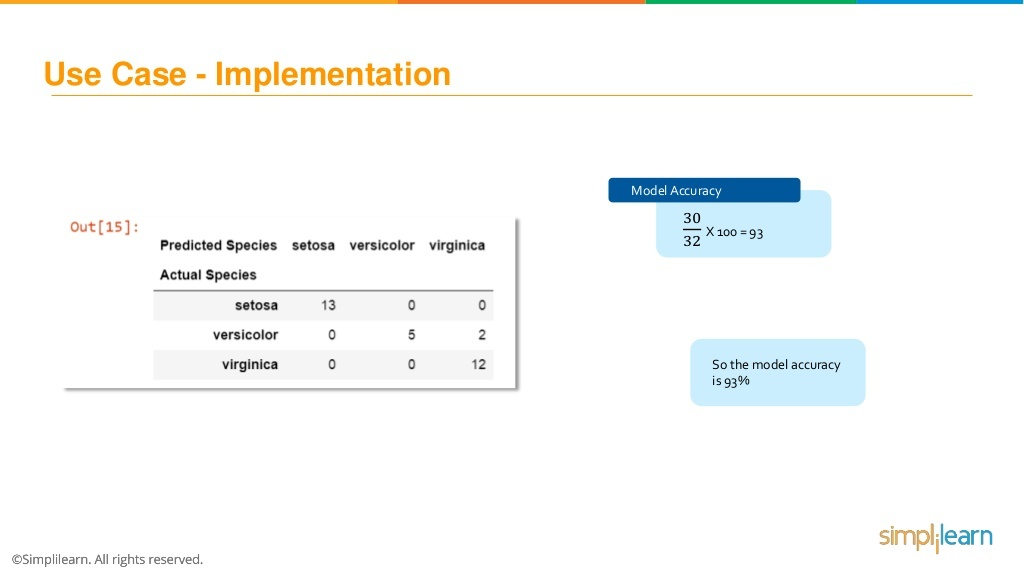 Use Case - Implementation
Out[15]:
Predicted Species setosa versicolor virginica
Actual Species
setosa 13 0 0
versicolor 0 5 2
virginica 0 0 12
Model Accuracy
30
32 X 100 = 93
So the model accuracy
is 93%
simplilearn
©Simplilearn. All rights reserved.